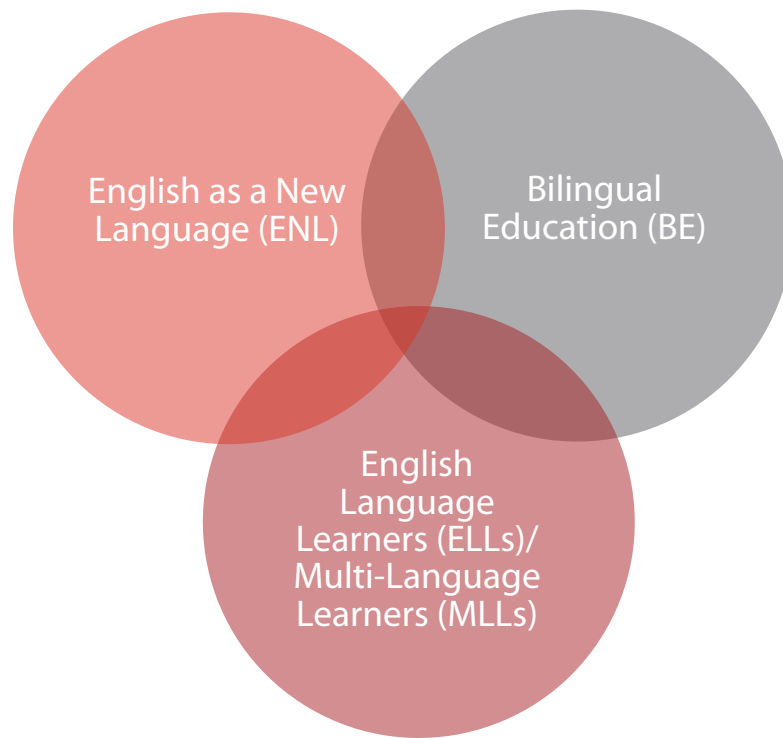 English as a New
Language (ENL)
Bilingual
Education (BE)
English
Language
Learners (ELLs)/
Multi-Language
Learners (MLLs)